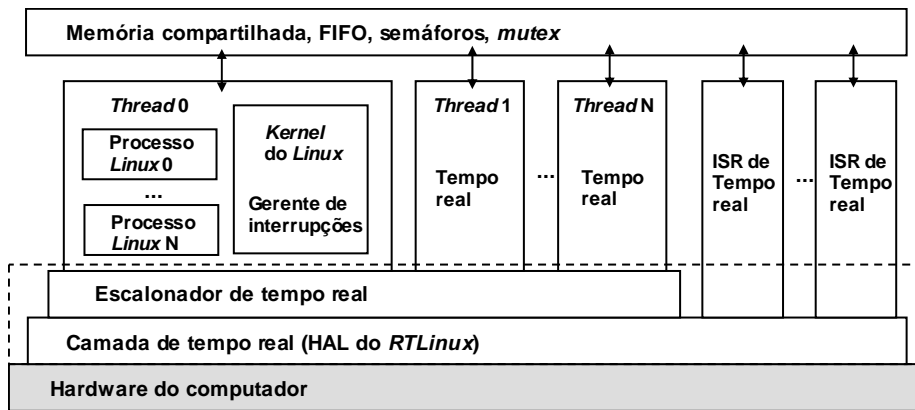 Memória compartilhada, FIFO, semáforos, mutex
Thread 0
Processo
Linux 0
...
Processo
Linux N
Kernel
do Linux
Gerente de
interrupções
Thread 1
Tempo
real
...
Thread N
Tempo
real
ISR de
Tempo
real
...
ISR de
Tempo
real
Escalonador de tempo real
Camada de tempo real (HAL do RTLinux)
Hardware do computador